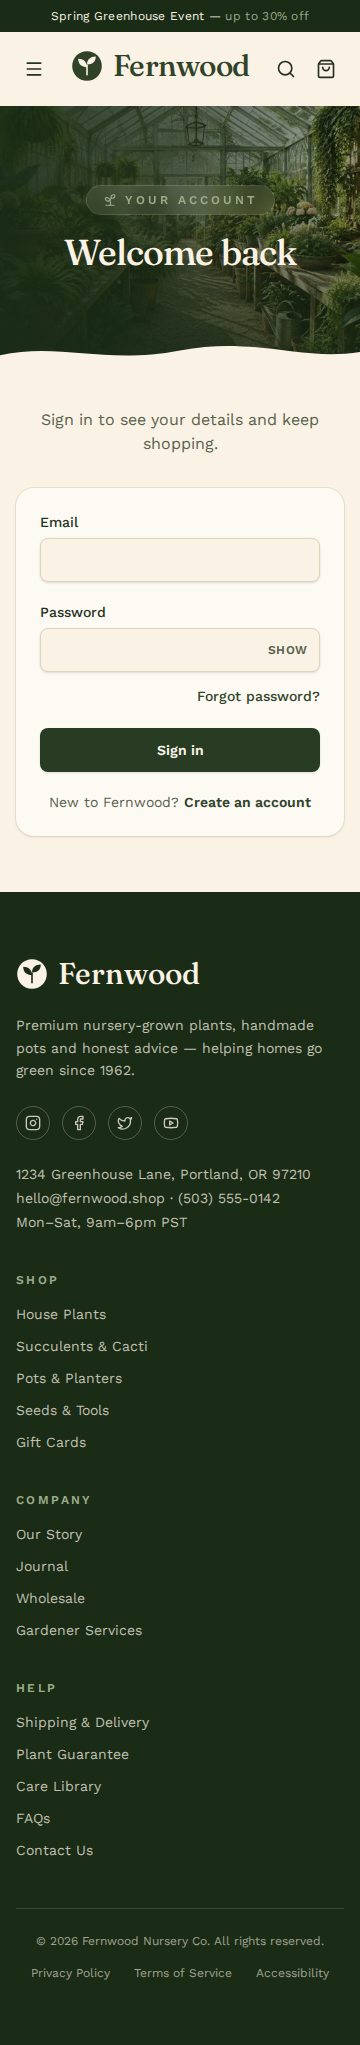 Spring Greenhouse Event — up to 30% off
Fernwood
YOUR ACCOUNT
Welcome back
Sign in to see your details and keep
shopping.
Email
Password
SHOW
Forgot password?
Sign in
New to Fernwood? Create an account
Fernwood
Premium nursery-grown plants, handmade
pots and honest advice — helping homes go
green since 1962.
1234 Greenhouse Lane, Portland, OR 97210
hello@fernwood.shop · (503) 555-0142
Mon–Sat, 9am–6pm PST
SHOP
House Plants
Succulents & Cacti
Pots & Planters
Seeds & Tools
Gift Cards
COMPANY
Our Story
Journal
Wholesale
Gardener Services
HELP
Shipping & Delivery
Plant Guarantee
Care Library
FAQs
Contact Us
© 2026 Fernwood Nursery Co. All rights reserved.
Privacy Policy Terms of Service Accessibility